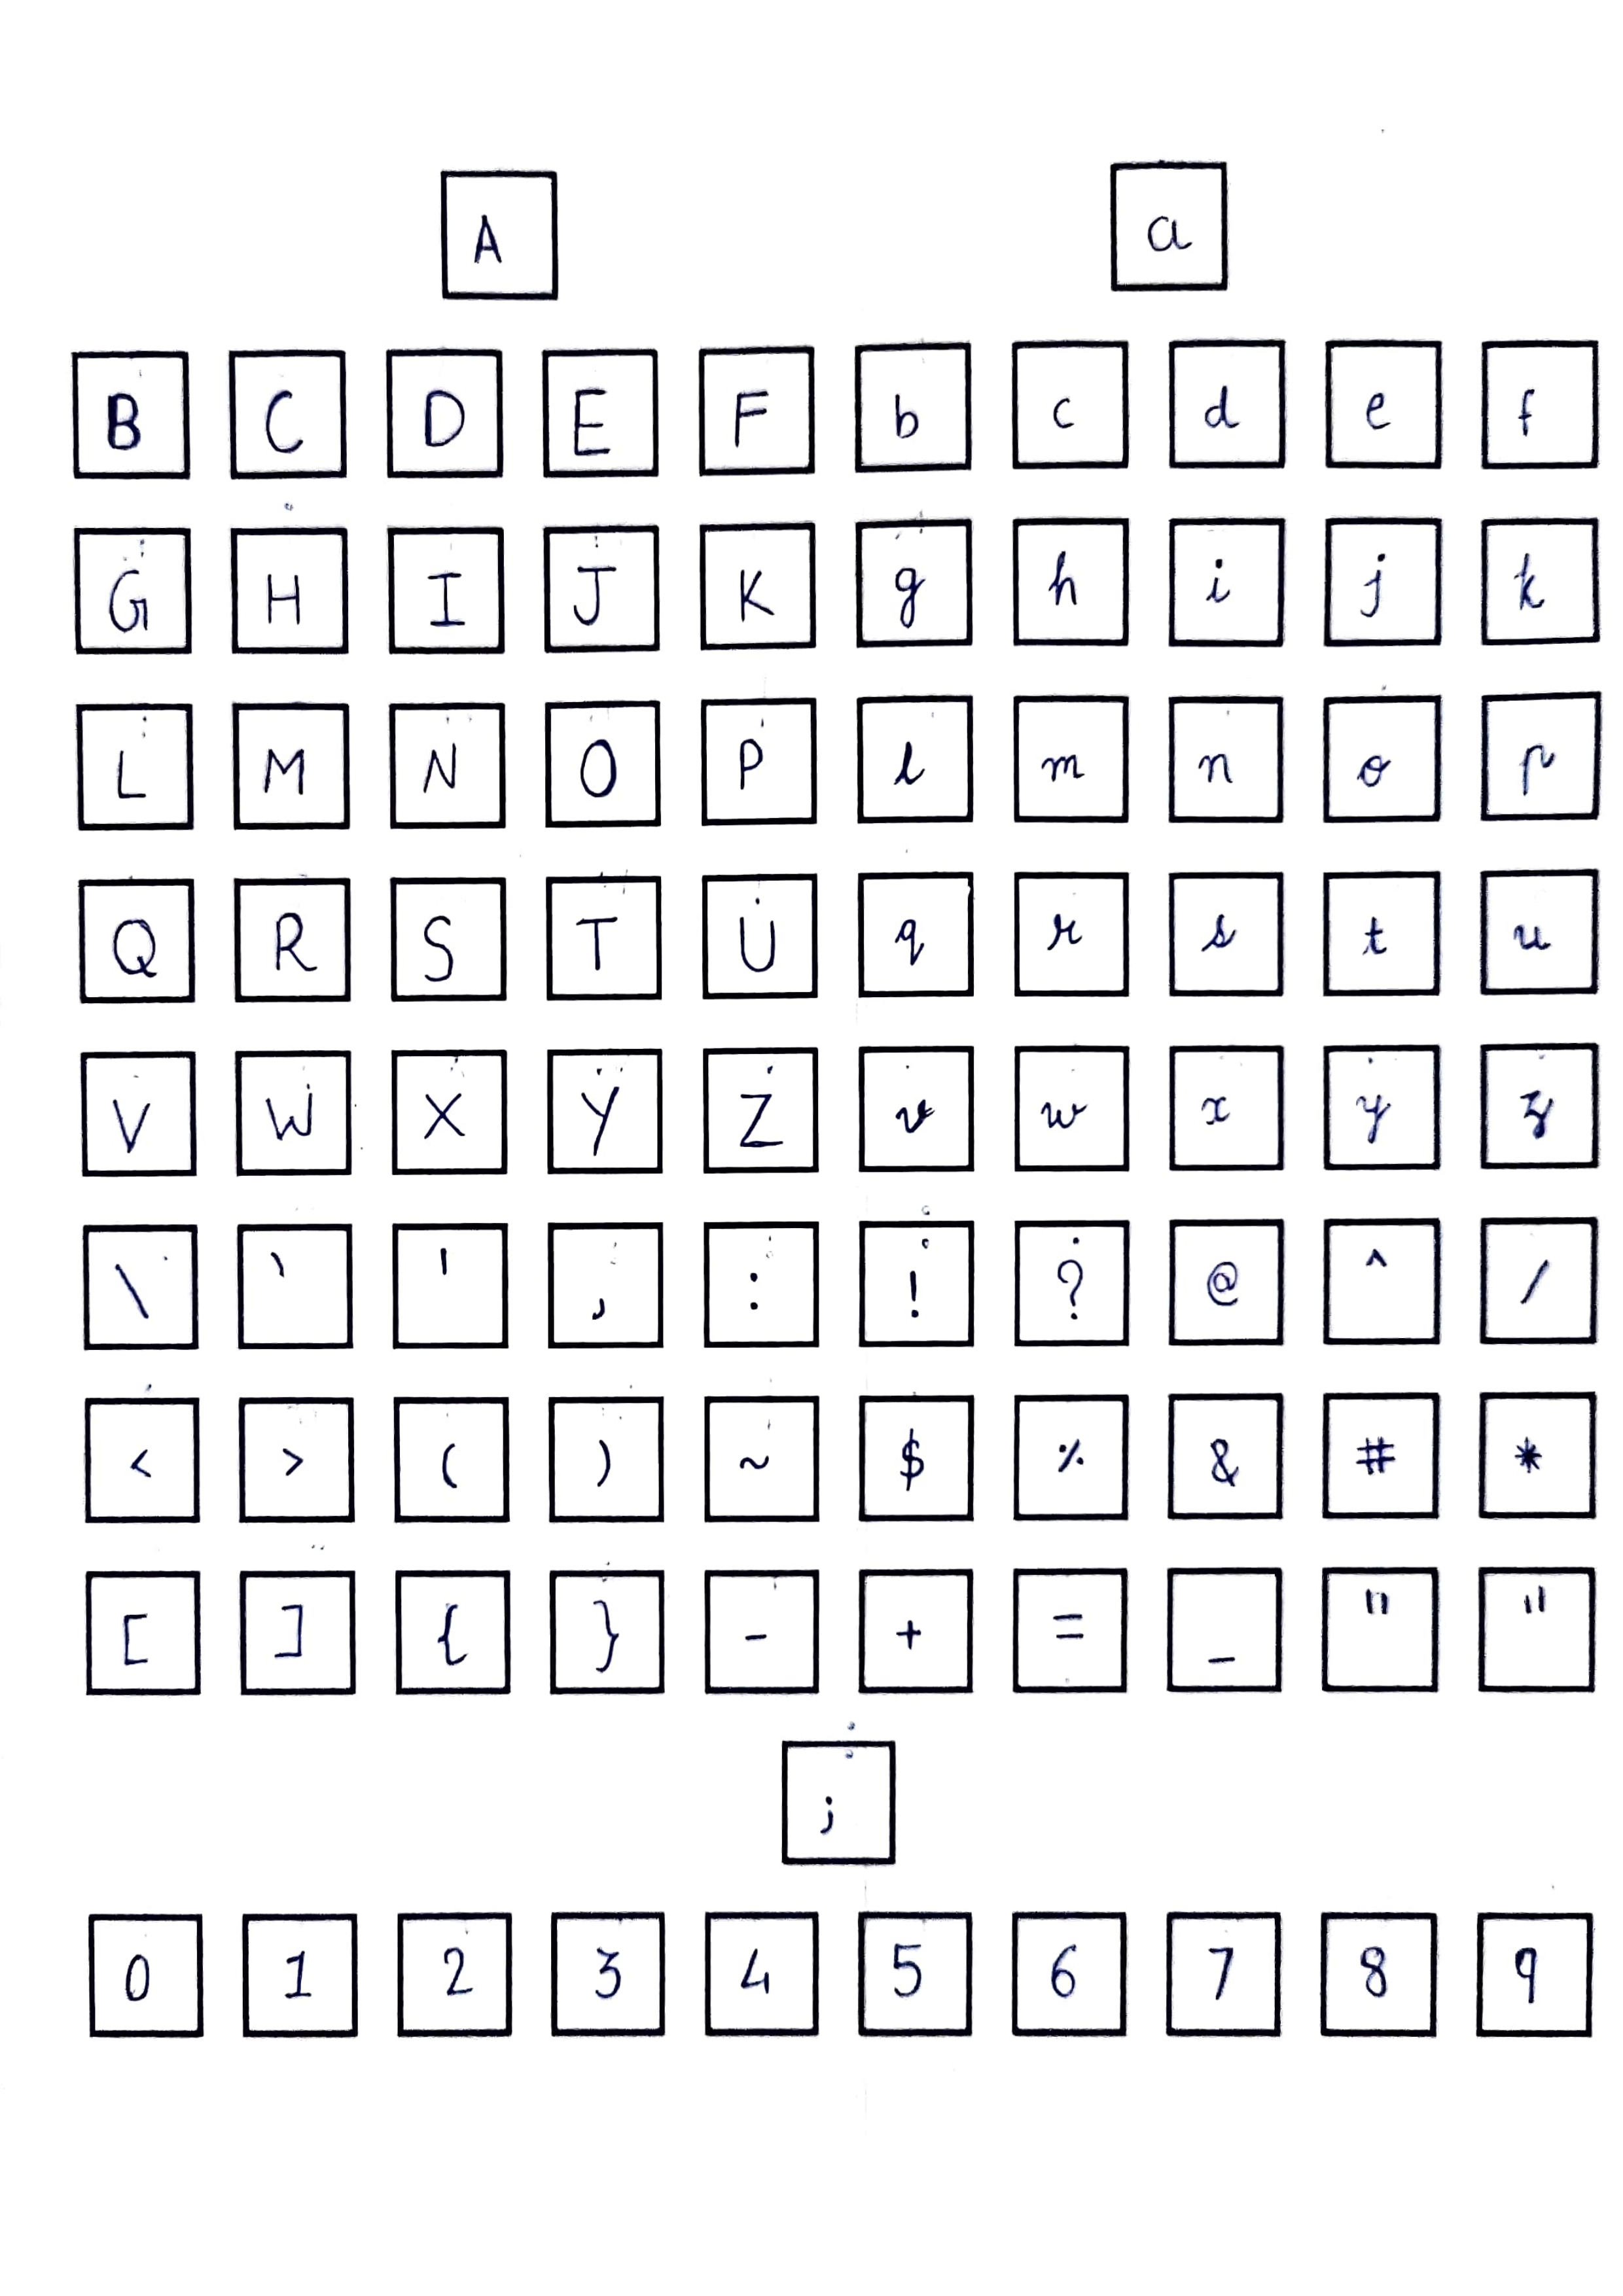 A a
B C D E F b c d e f
G H I J K g h i j k
L M N O P l m n o p
Q R S T U q r s t u
V W X Y Z v w x y z
\ ` ' , : ! ? @ ^ /
< > ( ) ~ $ % & # *
[ ] { } - + = _ " "
;
0 1 2 3 4 5 6 7 8 9